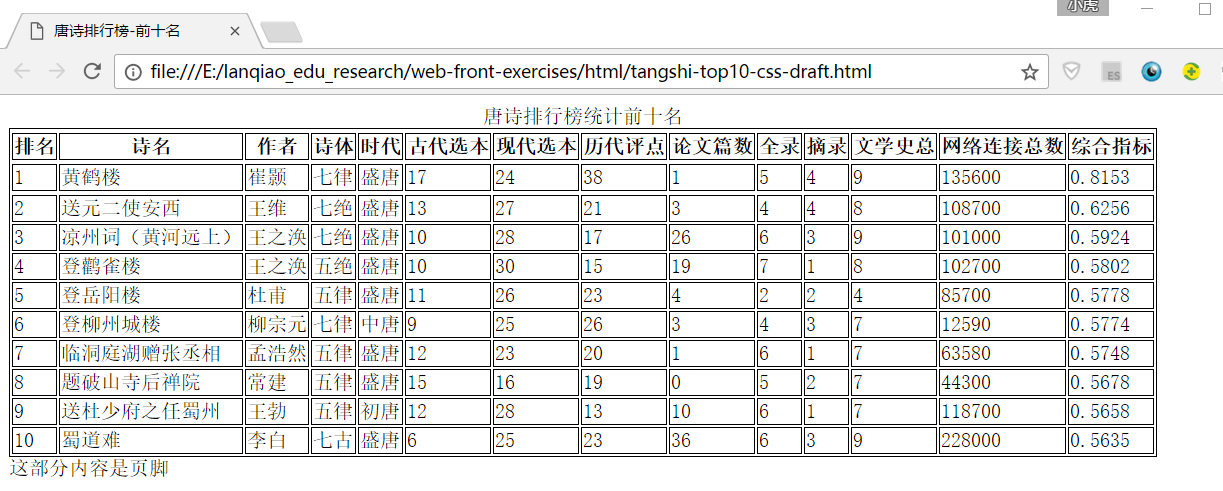 小虎
唐诗排行榜-前十名
file:///E:/lanqiao_edu_research/web-front-exercises/html/tangshi-top10-css-draft.html
ES
唐诗排行榜统计前十名
排名 诗名 作者 诗体 时代 古代选本 现代选本 历代评点 论文篇数 全录 摘录 文学史总 网络连接总数 综合指标
1 黄鹤楼 崔颢 七律 盛唐 17 24 38 1 5 4 9 135600 0.8153
2 送元二使安西 王维 七绝 盛唐 13 27 21 3 4 4 8 108700 0.6256
3 凉州词（黄河远上） 王之涣 七绝 盛唐 10 28 17 26 6 3 9 101000 0.5924
4 登鹳雀楼 王之涣 五绝 盛唐 10 30 15 19 7 1 8 102700 0.5802
5 登岳阳楼 杜甫 五律 盛唐 11 26 23 4 2 2 4 85700 0.5778
6 登柳州城楼 柳宗元 七律 中唐 9 25 26 3 4 3 7 12590 0.5774
7 临洞庭湖赠张丞相 孟浩然 五律 盛唐 12 23 20 1 6 1 7 63580 0.5748
8 题破山寺后禅院 常建 五律 盛唐 15 16 19 0 5 2 7 44300 0.5678
9 送杜少府之任蜀州 王勃 五律 初唐 12 28 13 10 6 1 7 118700 0.5658
10 蜀道难 李白 七古 盛唐 6 25 23 36 6 3 9 228000 0.5635
这部分内容是页脚